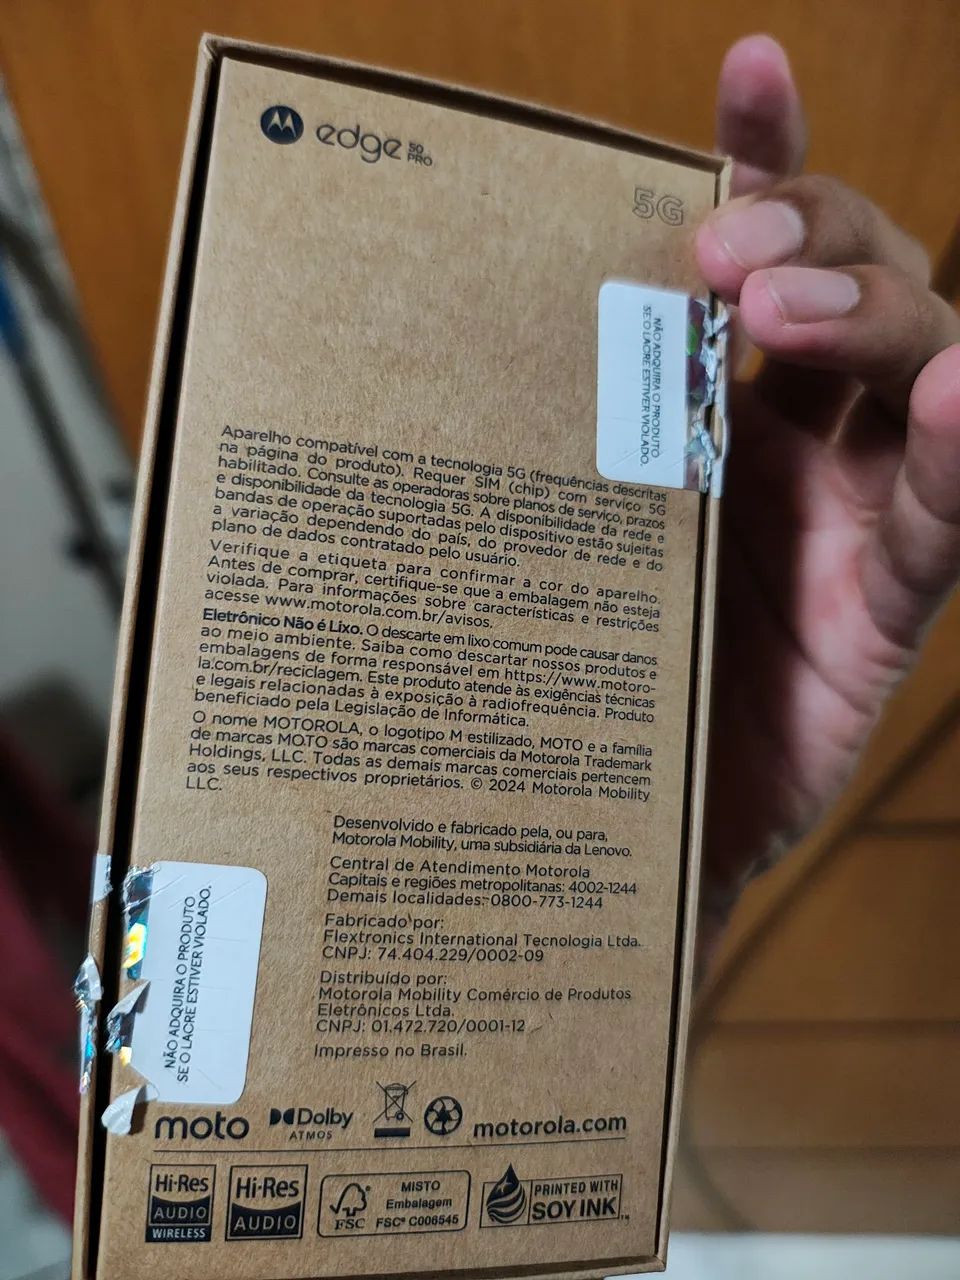 edge 50 PRO
5G
NÃO ADQUIRA O PRODUTO
SE O LACRE ESTIVER VIOLADO.
Aparelho compatível com a tecnologia 5G (frequências descritas
na página do produto). Requer SIM (chip) com serviço 5G
habilitado. Consulte as operadoras sobre planos de serviço, prazos
e disponibilidade da tecnologia 5G. A disponibilidade da rede e
bandas de operação suportadas pelo dispositivo estão sujeitas
a variação dependendo do país, do provedor de rede e do
plano de dados contratado pelo usuário.
Verifique a etiqueta para confirmar a cor do aparelho.
Antes de comprar, certifique-se que a embalagem não esteja
violada. Para informações sobre características e restrições
acesse www.motorola.com.br/avisos.
Eletrônico Não é Lixo. O descarte em lixo comum pode causar danos
ao meio ambiente. Saiba como descartar nossos produtos e
embalagens de forma responsável em https://www.motoro-
la.com.br/reciclagem. Este produto atende às exigências técnicas
e legais relacionadas à exposição à radiofrequência. Produto
beneficiado pela Legislação de Informática.
O nome MOTOROLA, o logotipo M estilizado, MOTO e a família
de marcas MOTO são marcas comerciais da Motorola Trademark
Holdings, LLC. Todas as demais marcas comerciais pertencem
aos seus respectivos proprietários. © 2024 Motorola Mobility
LLC.
Desenvolvido e fabricado pela, ou para,
Motorola Mobility, uma subsidiária da Lenovo.
Central de Atendimento Motorola
Capitais e regiões metropolitanas: 4002-1244
Demais localidades: 0800-773-1244
Fabricado por:
Flextronics International Tecnologia Ltda.
CNPJ: 74.404.229/0002-09
Distribuído por:
Motorola Mobility Comércio de Produtos
Eletrônicos Ltda.
CNPJ: 01.472.720/0001-12
Impresso no Brasil.
NÃO ADQUIRA O PRODUTO
SE O LACRE ESTIVER VIOLADO.
moto Dolby ATMOS motorola.com
Hi-Res AUDIO WIRELESS
Hi-Res AUDIO
FSC MISTO Embalagem FSC® C006545
PRINTED WITH SOY INK™